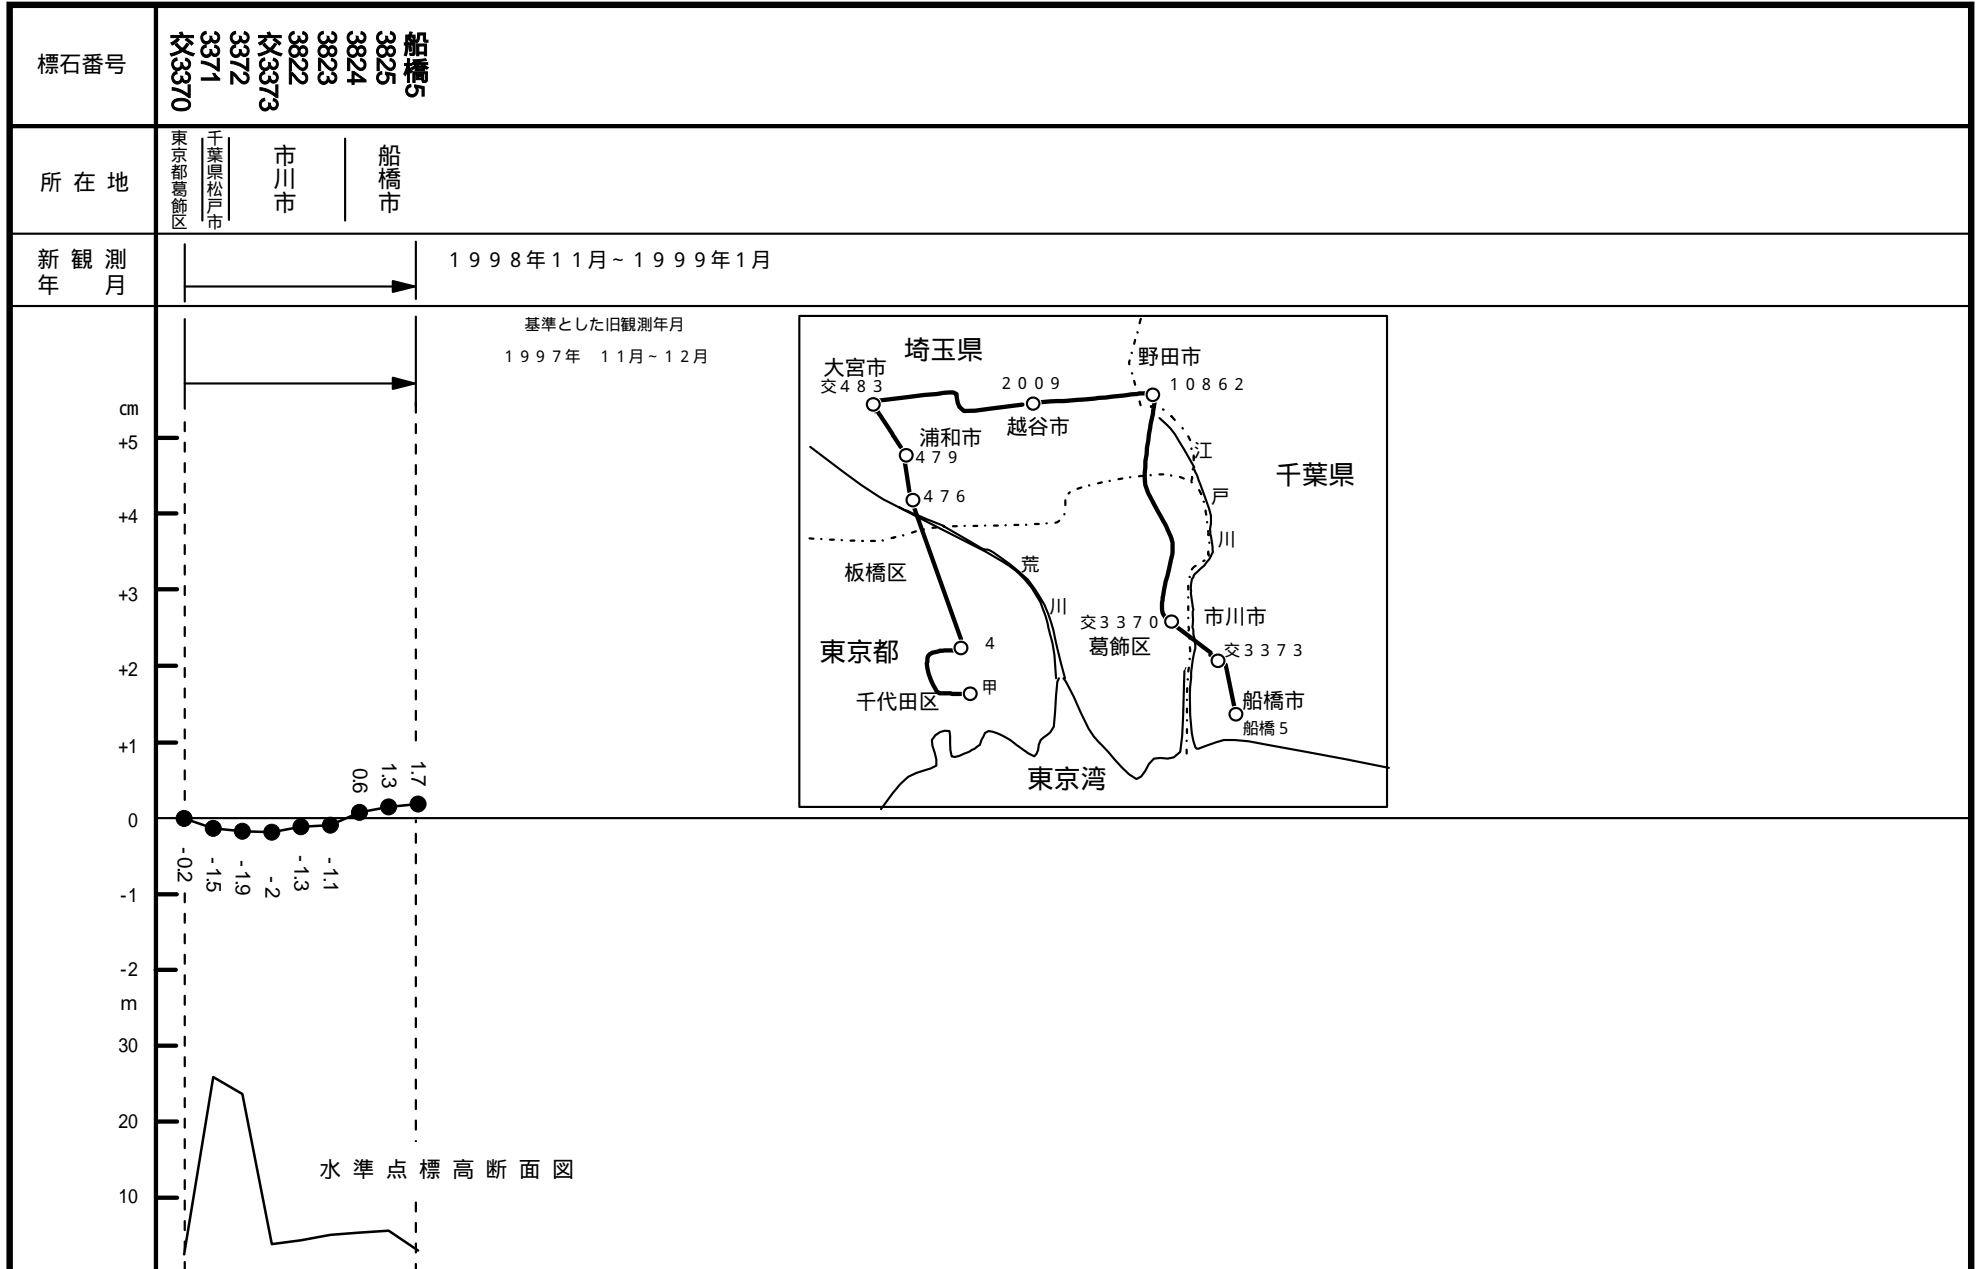 標石番号
交3370
3371
3372
交3373
3822
3823
3824
3825
船橋5
所在地
東京都葛飾区
千葉県松戸市
市川市
船橋市
新観測
年　月
1998年11月~1999年1月
基準とした旧観測年月
1997年　11月~12月
cm
+5
+4
+3
+2
+1
0
-1
-2
m
30
20
10
-0.2
-1.5
-1.9
-2
-1.3
-1.1
0.6
1.3
1.7
水準点標高断面図
埼玉県
大宮市
交483
2009
越谷市
野田市
10862
浦和市
479
476
江
戸
川
千葉県
荒
川
板橋区
東京都
4
千代田区
甲
交3370
葛飾区
市川市
交3373
船橋市
船橋5
東京湾